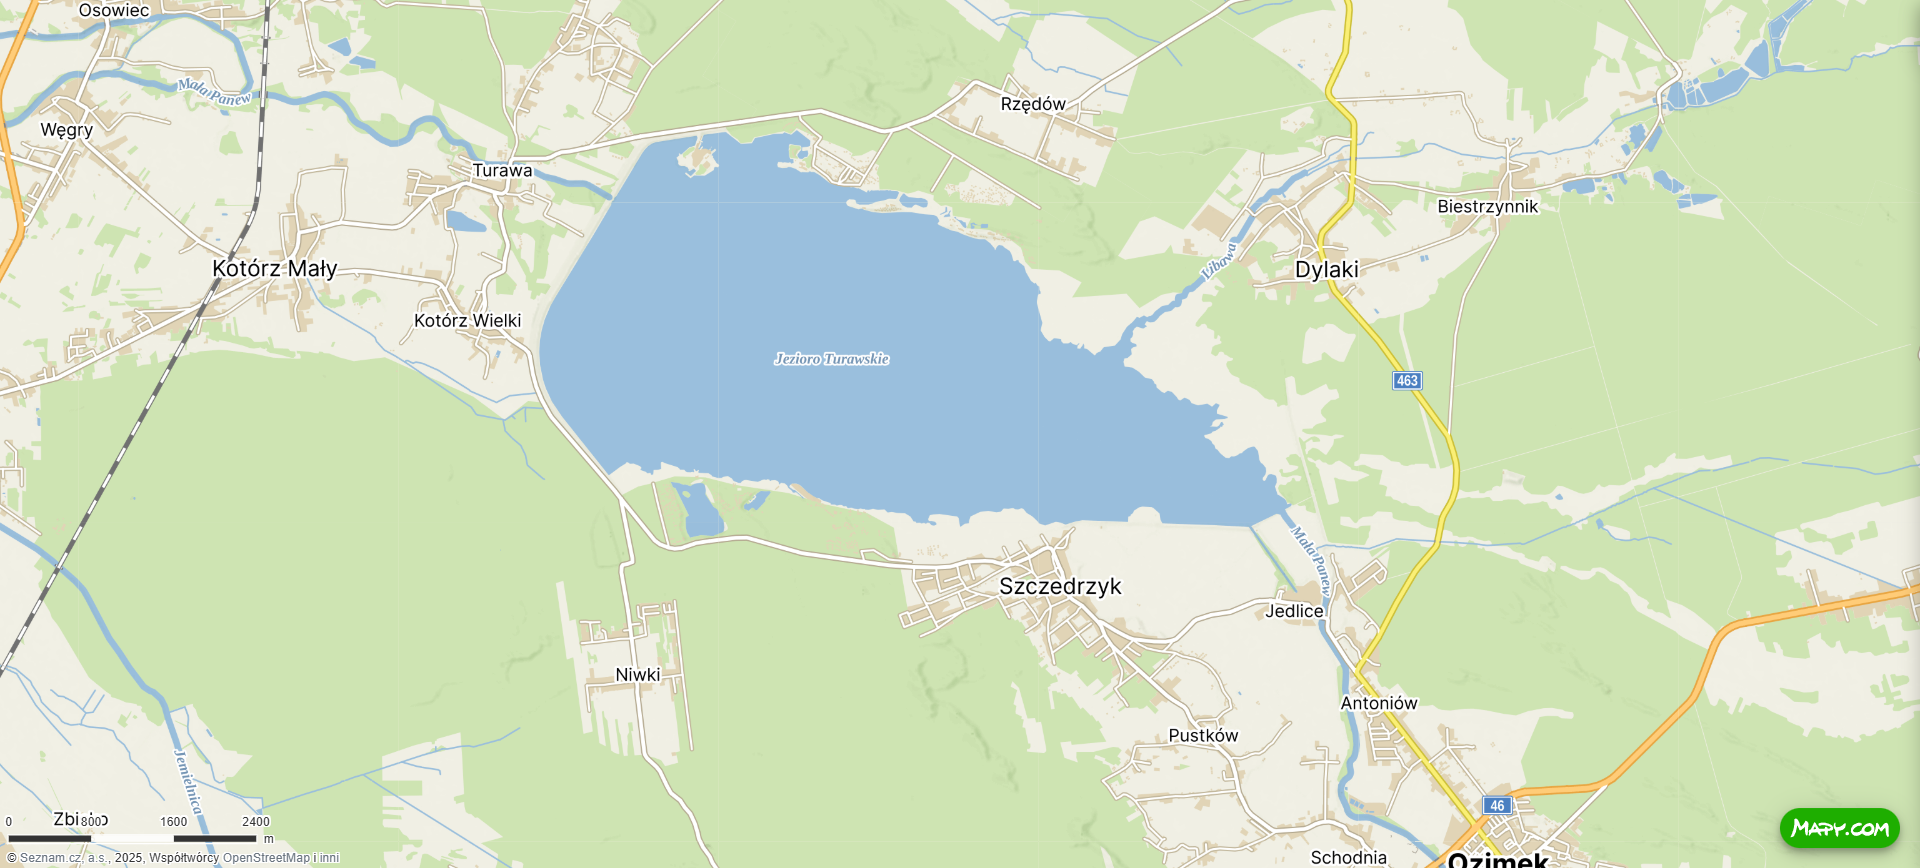 Osowiec
Mała Panew
Węgry
Rzędów
Turawa
Biestrzynnik
Kotórz Mały
Libawa
Dylaki
Kotórz Wielki
Jezioro Turawskie
463
Mała Panew
Szczedrzyk
Jedlice
Niwki
Antoniów
Pustków
Jemielnica
46
0 800 1600 2400
m
Mapy.com
© Seznam.cz, a.s., 2025, Współtwórcy OpenStreetMap i inni
Schodnia
Ozimek